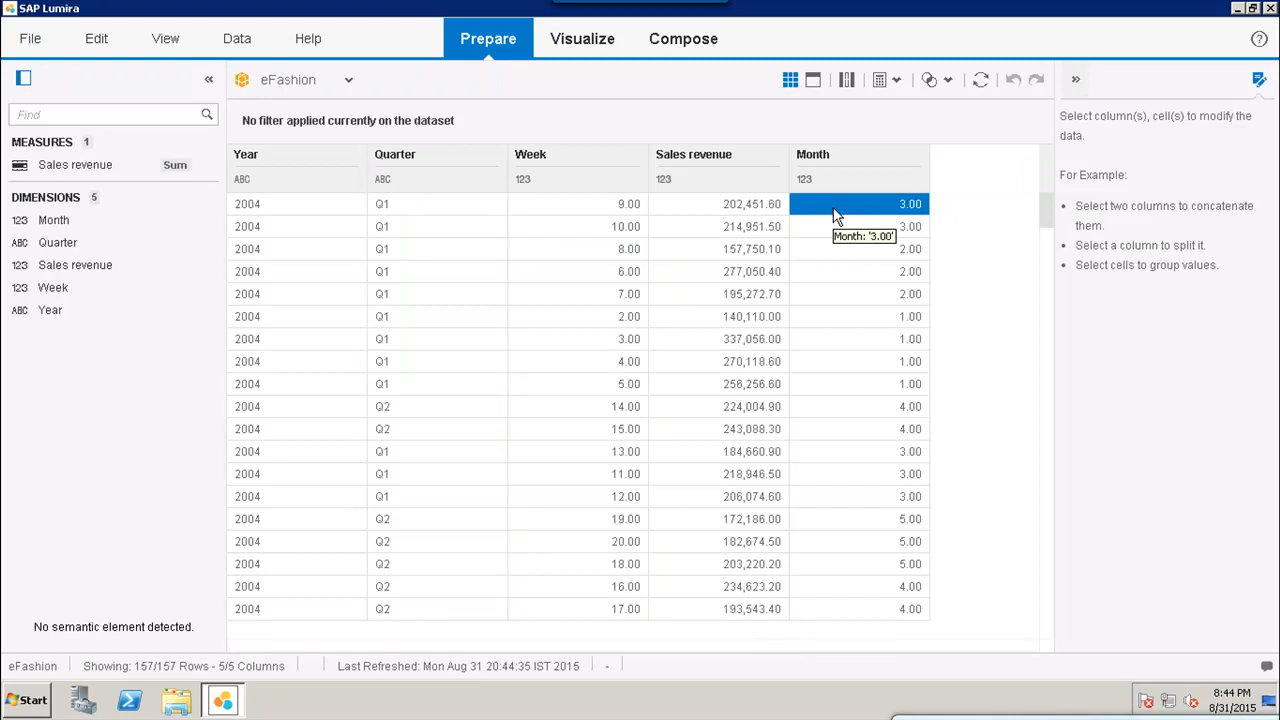 SAP Lumira
File Edit View Data Help Prepare Visualize Compose
eFashion
Find
No filter applied currently on the dataset
Select column(s), cell(s) to modify the
data.
For Example:
Select two columns to concatenate
them.
Select a column to split it.
Select cells to group values.
MEASURES 1
Sales revenue Sum
DIMENSIONS 5
123 Month
ABC Quarter
123 Sales revenue
123 Week
ABC Year
No semantic element detected.
Year Quarter Week Sales revenue Month
ABC ABC 123 123 123
2004 Q1 9.00 202,451.60 3.00
2004 Q1 10.00 214,951.50 3.00
Month: '3.00'
2004 Q1 8.00 157,750.10 2.00
2004 Q1 6.00 277,050.40 2.00
2004 Q1 7.00 195,272.70 2.00
2004 Q1 2.00 140,110.00 1.00
2004 Q1 3.00 337,056.00 1.00
2004 Q1 4.00 270,118.60 1.00
2004 Q1 5.00 256,256.60 1.00
2004 Q2 14.00 224,004.90 4.00
2004 Q2 15.00 243,088.30 4.00
2004 Q1 13.00 184,660.90 3.00
2004 Q1 11.00 218,946.50 3.00
2004 Q1 12.00 206,074.60 3.00
2004 Q2 19.00 172,186.00 5.00
2004 Q2 20.00 182,674.50 5.00
2004 Q2 18.00 203,220.20 5.00
2004 Q2 16.00 234,623.20 4.00
2004 Q2 17.00 193,543.40 4.00
eFashion Showing: 157/157 Rows - 5/5 Columns Last Refreshed: Mon Aug 31 20:44:35 IST 2015 -
Start
8:44 PM
8/31/2015